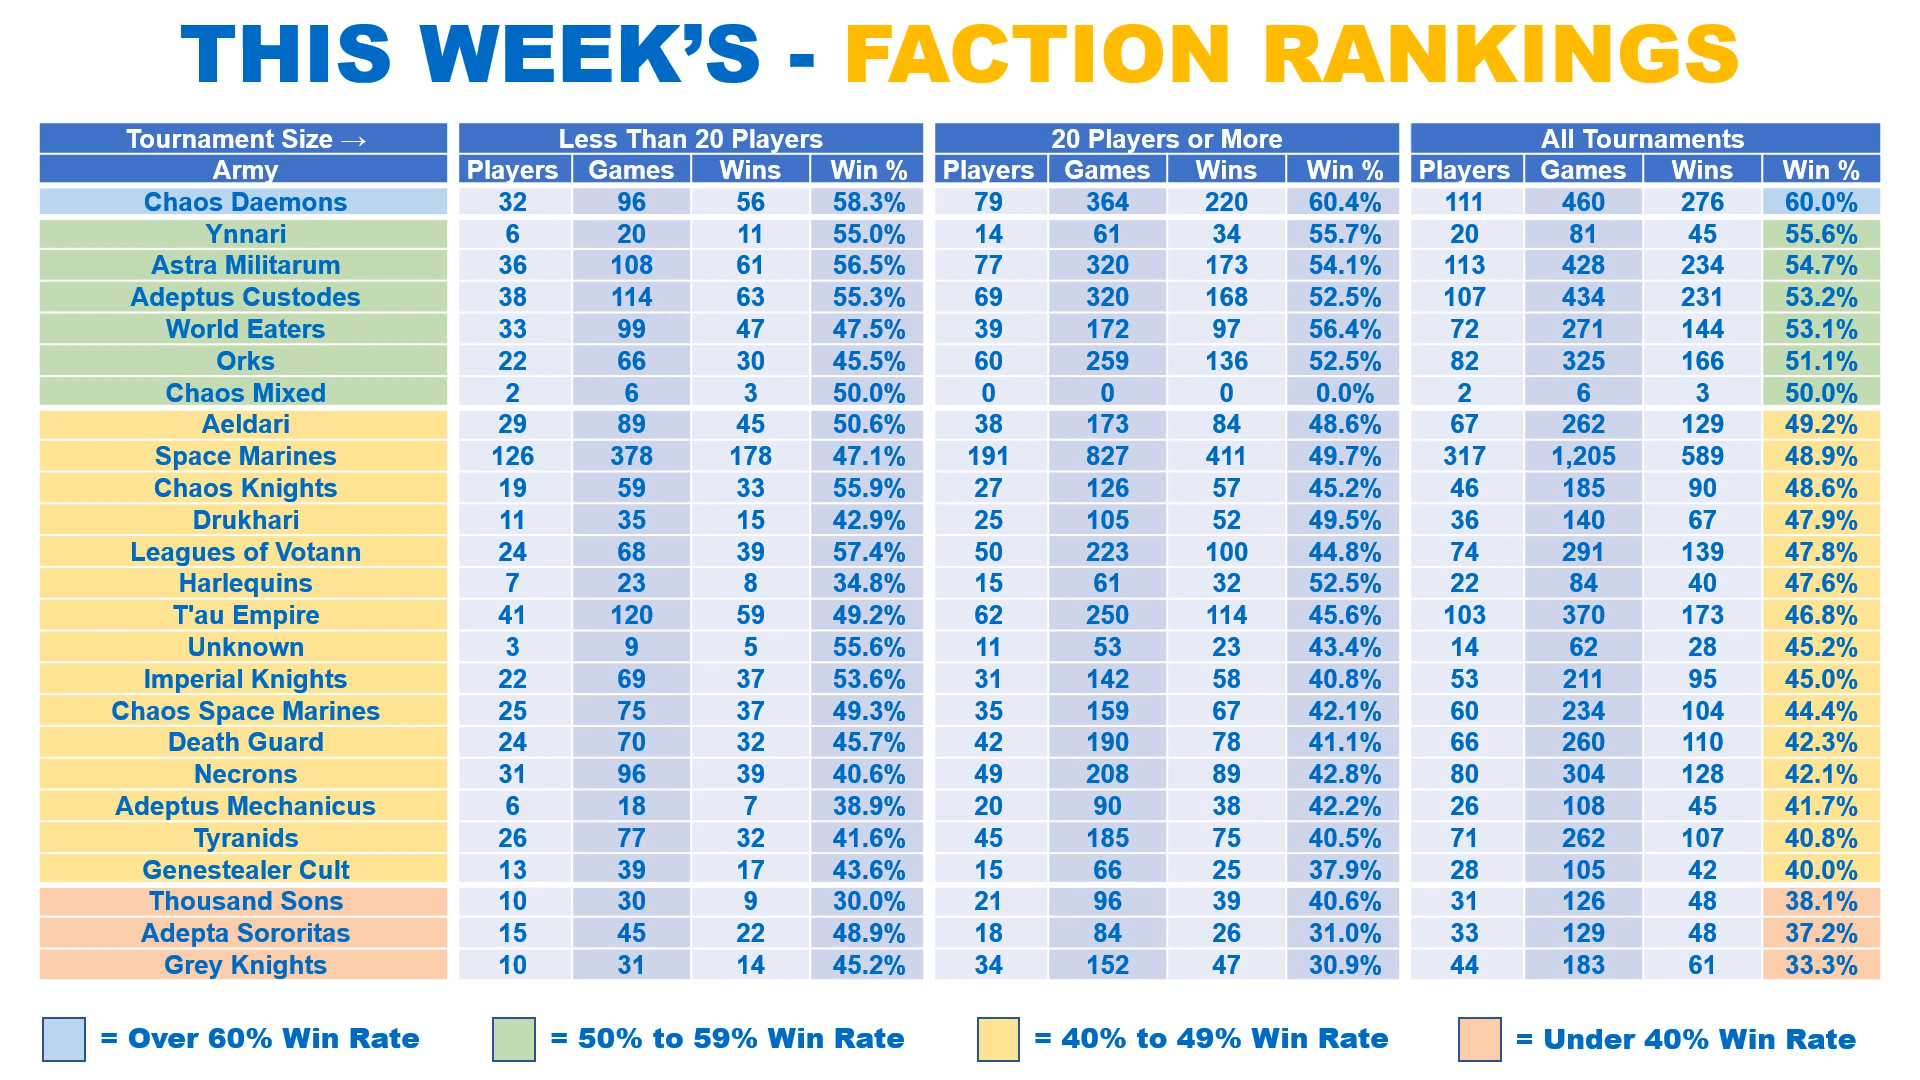 THIS WEEK’S - FACTION RANKINGS
Tournament Size → Less Than 20 Players 20 Players or More All Tournaments
Army Players Games Wins Win % Players Games Wins Win % Players Games Wins Win %
Chaos Daemons 32 96 56 58.3% 79 364 220 60.4% 111 460 276 60.0%
Ynnari 6 20 11 55.0% 14 61 34 55.7% 20 81 45 55.6%
Astra Militarum 36 108 61 56.5% 77 320 173 54.1% 113 428 234 54.7%
Adeptus Custodes 38 114 63 55.3% 69 320 168 52.5% 107 434 231 53.2%
World Eaters 33 99 47 47.5% 39 172 97 56.4% 72 271 144 53.1%
Orks 22 66 30 45.5% 60 259 136 52.5% 82 325 166 51.1%
Chaos Mixed 2 6 3 50.0% 0 0 0 0.0% 2 6 3 50.0%
Aeldari 29 89 45 50.6% 38 173 84 48.6% 67 262 129 49.2%
Space Marines 126 378 178 47.1% 191 827 411 49.7% 317 1,205 589 48.9%
Chaos Knights 19 59 33 55.9% 27 126 57 45.2% 46 185 90 48.6%
Drukhari 11 35 15 42.9% 25 105 52 49.5% 36 140 67 47.9%
Leagues of Votann 24 68 39 57.4% 50 223 100 44.8% 74 291 139 47.8%
Harlequins 7 23 8 34.8% 15 61 32 52.5% 22 84 40 47.6%
T'au Empire 41 120 59 49.2% 62 250 114 45.6% 103 370 173 46.8%
Unknown 3 9 5 55.6% 11 53 23 43.4% 14 62 28 45.2%
Imperial Knights 22 69 37 53.6% 31 142 58 40.8% 53 211 95 45.0%
Chaos Space Marines 25 75 37 49.3% 35 159 67 42.1% 60 234 104 44.4%
Death Guard 24 70 32 45.7% 42 190 78 41.1% 66 260 110 42.3%
Necrons 31 96 39 40.6% 49 208 89 42.8% 80 304 128 42.1%
Adeptus Mechanicus 6 18 7 38.9% 20 90 38 42.2% 26 108 45 41.7%
Tyranids 26 77 32 41.6% 45 185 75 40.5% 71 262 107 40.8%
Genestealer Cult 13 39 17 43.6% 15 66 25 37.9% 28 105 42 40.0%
Thousand Sons 10 30 9 30.0% 21 96 39 40.6% 31 126 48 38.1%
Adepta Sororitas 15 45 22 48.9% 18 84 26 31.0% 33 129 48 37.2%
Grey Knights 10 31 14 45.2% 34 152 47 30.9% 44 183 61 33.3%
= Over 60% Win Rate = 50% to 59% Win Rate = 40% to 49% Win Rate = Under 40% Win Rate